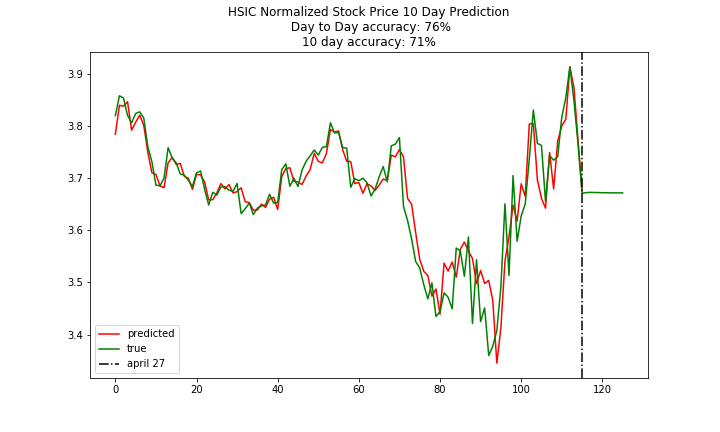 HSIC Normalized Stock Price 10 Day Prediction
Day to Day accuracy: 76%
10 day accuracy: 71%
3.9
3.8
3.7
3.6
3.5
3.4
predicted
true
april 27
0
20
40
60
80
100
120